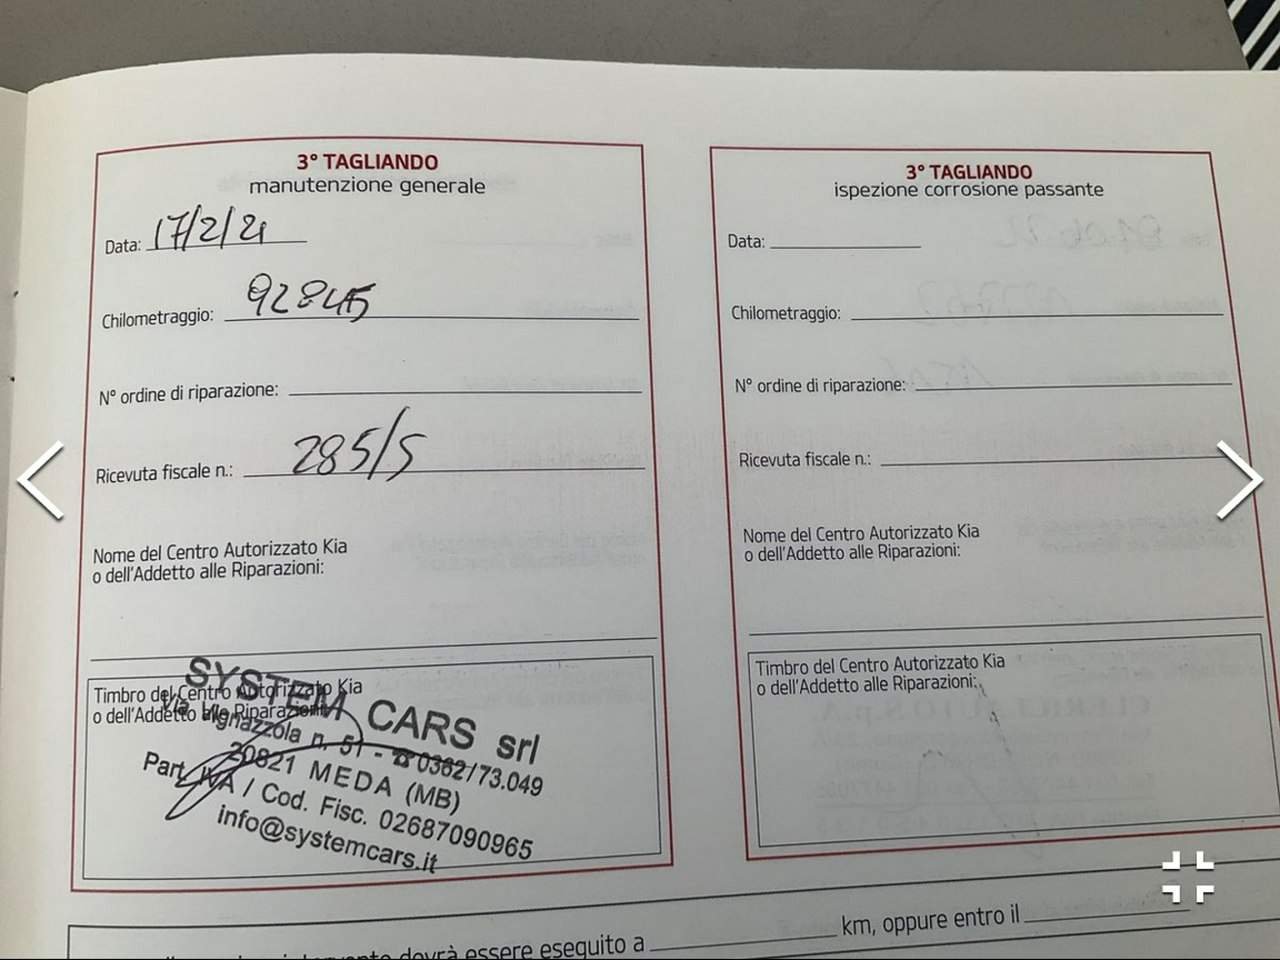 3° TAGLIANDO
manutenzione generale
Data: 17/2/21
Chilometraggio: 92845
N° ordine di riparazione:
Ricevuta fiscale n.: 285/5
Nome del Centro Autorizzato Kia
o dell'Addetto alle Riparazioni:
Timbro del Centro Autorizzato Kia
o dell'Addetto alle Riparazioni:
SYSTEM CARS srl
Via Vignazzola n. 51 - ☎ 0362/73.049
20821 MEDA (MB)
Part. IVA / Cod. Fisc. 02687090965
info@systemcars.it
3° TAGLIANDO
ispezione corrosione passante
Data:
Chilometraggio:
N° ordine di riparazione:
Ricevuta fiscale n.:
Nome del Centro Autorizzato Kia
o dell'Addetto alle Riparazioni:
Timbro del Centro Autorizzato Kia
o dell'Addetto alle Riparazioni:
dovrà essere eseguito a km, oppure entro il